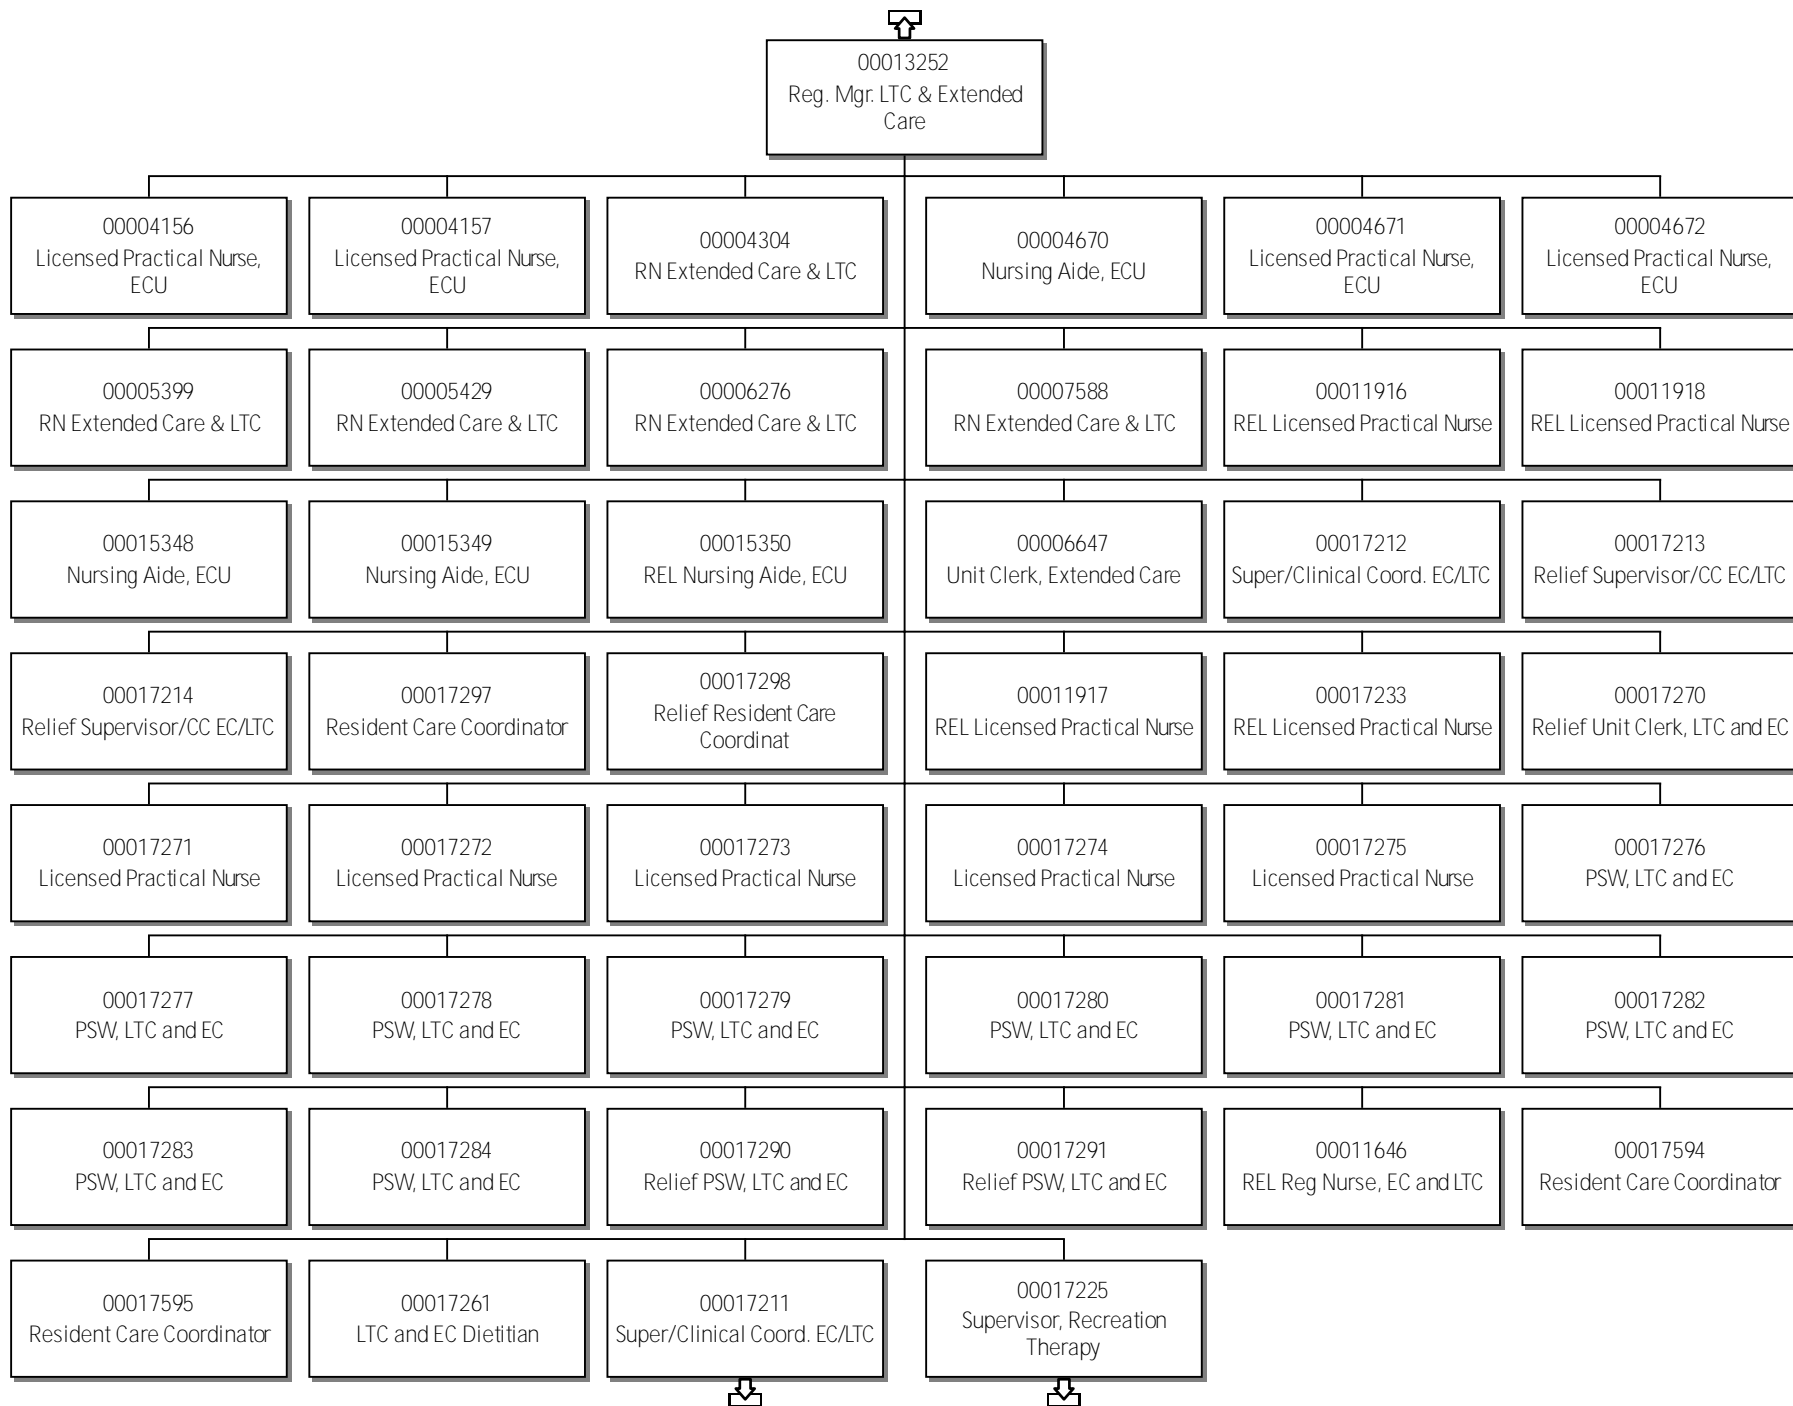 00013252
Reg. Mgr. LTC & Extended
Care
00004156
Licensed Practical Nurse,
ECU
00004157
Licensed Practical Nurse,
ECU
00004304
RN Extended Care & LTC
00004670
Nursing Aide, ECU
00004671
Licensed Practical Nurse,
ECU
00004672
Licensed Practical Nurse,
ECU
00005399
RN Extended Care & LTC
00005429
RN Extended Care & LTC
00006276
RN Extended Care & LTC
00007588
RN Extended Care & LTC
00011916
REL Licensed Practical Nurse
00011918
REL Licensed Practical Nurse
00015348
Nursing Aide, ECU
00015349
Nursing Aide, ECU
00015350
REL Nursing Aide, ECU
00006647
Unit Clerk, Extended Care
00017212
Super/Clinical Coord. EC/LTC
00017213
Relief Supervisor/CC EC/LTC
00017214
Relief Supervisor/CC EC/LTC
00017297
Resident Care Coordinator
00017298
Relief Resident Care
Coordinat
00011917
REL Licensed Practical Nurse
00017233
REL Licensed Practical Nurse
00017270
Relief Unit Clerk, LTC and EC
00017271
Licensed Practical Nurse
00017272
Licensed Practical Nurse
00017273
Licensed Practical Nurse
00017274
Licensed Practical Nurse
00017275
Licensed Practical Nurse
00017276
PSW, LTC and EC
00017277
PSW, LTC and EC
00017278
PSW, LTC and EC
00017279
PSW, LTC and EC
00017280
PSW, LTC and EC
00017281
PSW, LTC and EC
00017282
PSW, LTC and EC
00017283
PSW, LTC and EC
00017284
PSW, LTC and EC
00017290
Relief PSW, LTC and EC
00017291
Relief PSW, LTC and EC
00011646
REL Reg Nurse, EC and LTC
00017594
Resident Care Coordinator
00017595
Resident Care Coordinator
00017261
LTC and EC Dietitian
00017211
Super/Clinical Coord. EC/LTC
00017225
Supervisor, Recreation
Therapy